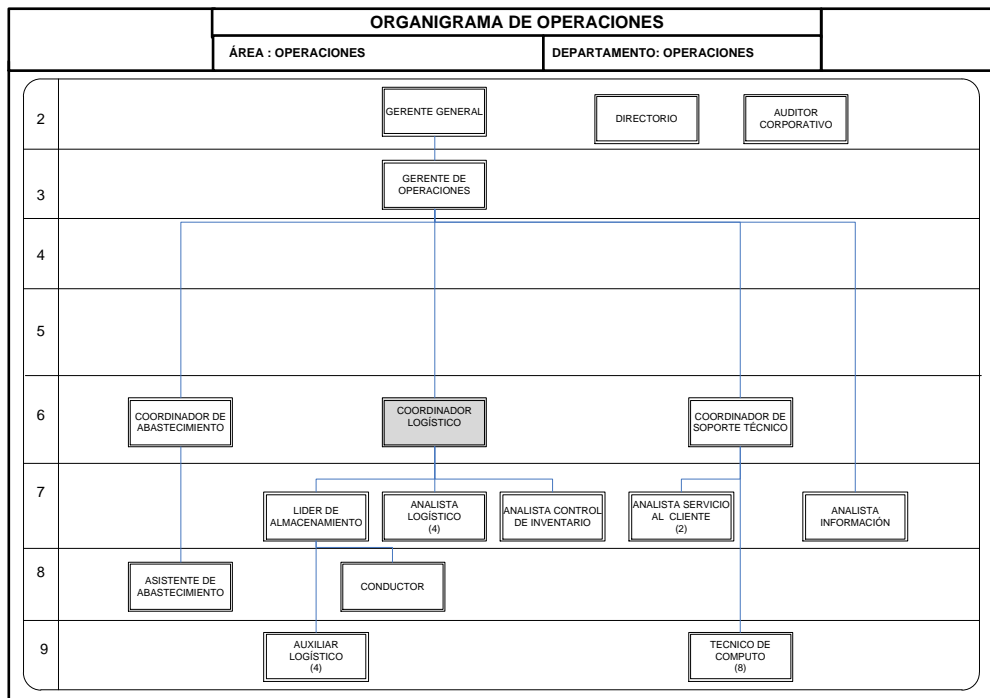 ORGANIGRAMA DE OPERACIONES
ÁREA : OPERACIONES
DEPARTAMENTO: OPERACIONES
2
GERENTE GENERAL
DIRECTORIO
AUDITOR
CORPORATIVO
3
GERENTE DE
OPERACIONES
4
5
6
COORDINADOR DE
ABASTECIMIENTO
COORDINADOR
LOGÍSTICO
COORDINADOR DE
SOPORTE TÉCNICO
7
LIDER DE
ALMACENAMIENTO
ANALISTA
LOGÍSTICO
(4)
ANALISTA CONTROL
DE INVENTARIO
ANALISTA SERVICIO
AL CLIENTE
(2)
ANALISTA
INFORMACIÓN
8
ASISTENTE DE
ABASTECIMIENTO
CONDUCTOR
9
AUXILIAR
LOGÍSTICO
(4)
TECNICO DE
COMPUTO
(8)